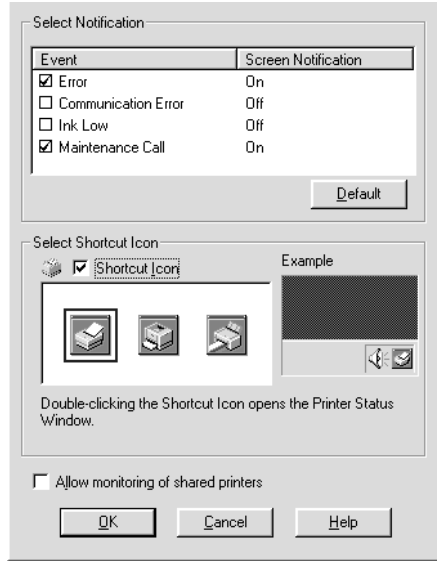 Select Notification
Event Screen Notification
Error On
Communication Error Off
Ink Low Off
Maintenance Call On
Default
Select Shortcut Icon
Shortcut Icon
Example
Double-clicking the Shortcut Icon opens the Printer Status
Window.
Allow monitoring of shared printers
OK Cancel Help